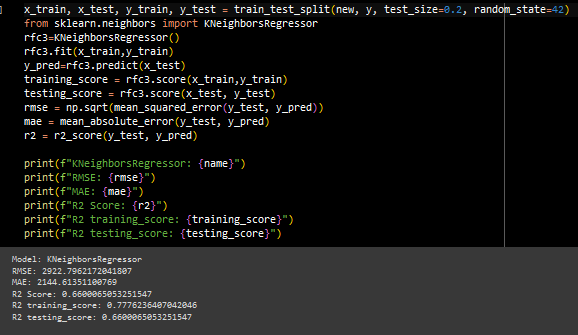 x_train, x_test, y_train, y_test = train_test_split(new, y, test_size=0.2, random_state=42)
from sklearn.neighbors import KNeighborsRegressor
rfc3=KNeighborsRegressor()
rfc3.fit(x_train,y_train)
y_pred=rfc3.predict(x_test)
training_score = rfc3.score(x_train,y_train)
testing_score = rfc3.score(x_test, y_test)
rmse = np.sqrt(mean_squared_error(y_test, y_pred))
mae = mean_absolute_error(y_test, y_pred)
r2 = r2_score(y_test, y_pred)
print(f"KNeighborsRegressor: {name}")
print(f"RMSE: {rmse}")
print(f"MAE: {mae}")
print(f"R2 Score: {r2}")
print(f"R2 training_score: {training_score}")
print(f"R2 testing_score: {testing_score}")
Model: KNeighborsRegressor
RMSE: 2922.7962172041807
MAE: 2144.61351100769
R2 Score: 0.6600065053251547
R2 training_score: 0.7776236407042046
R2 testing_score: 0.6600065053251547